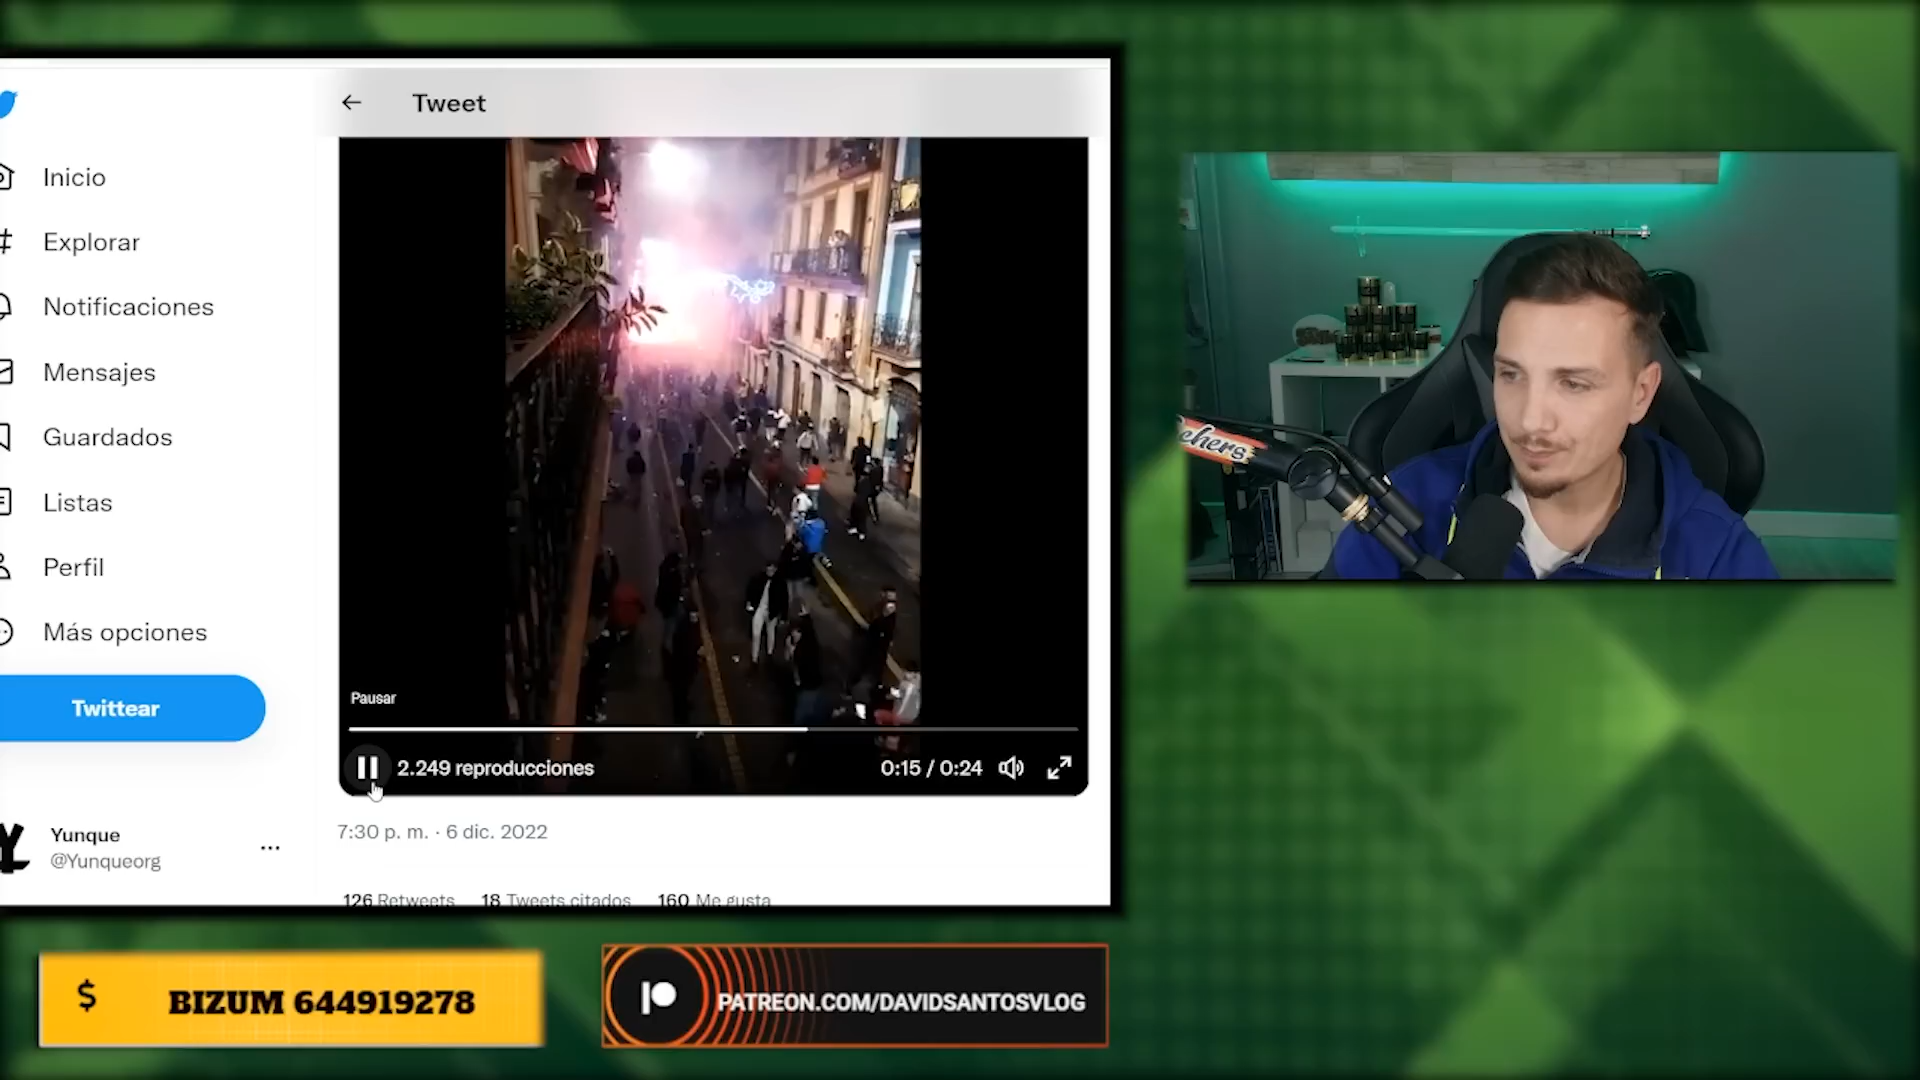 Tweet
Inicio
Explorar
Notificaciones
Mensajes
Guardados
Listas
Perfil
Más opciones
Twittear
Pausar
2.249 reproducciones
0:15 / 0:24
7:30 p. m. · 6 dic. 2022
Yunque
@Yunqueorg
126 Retweets 18 Tweets citados 160 Me gusta
$ BIZUM 644919278
PATREON.COM/DAVIDSANTOSVLOG